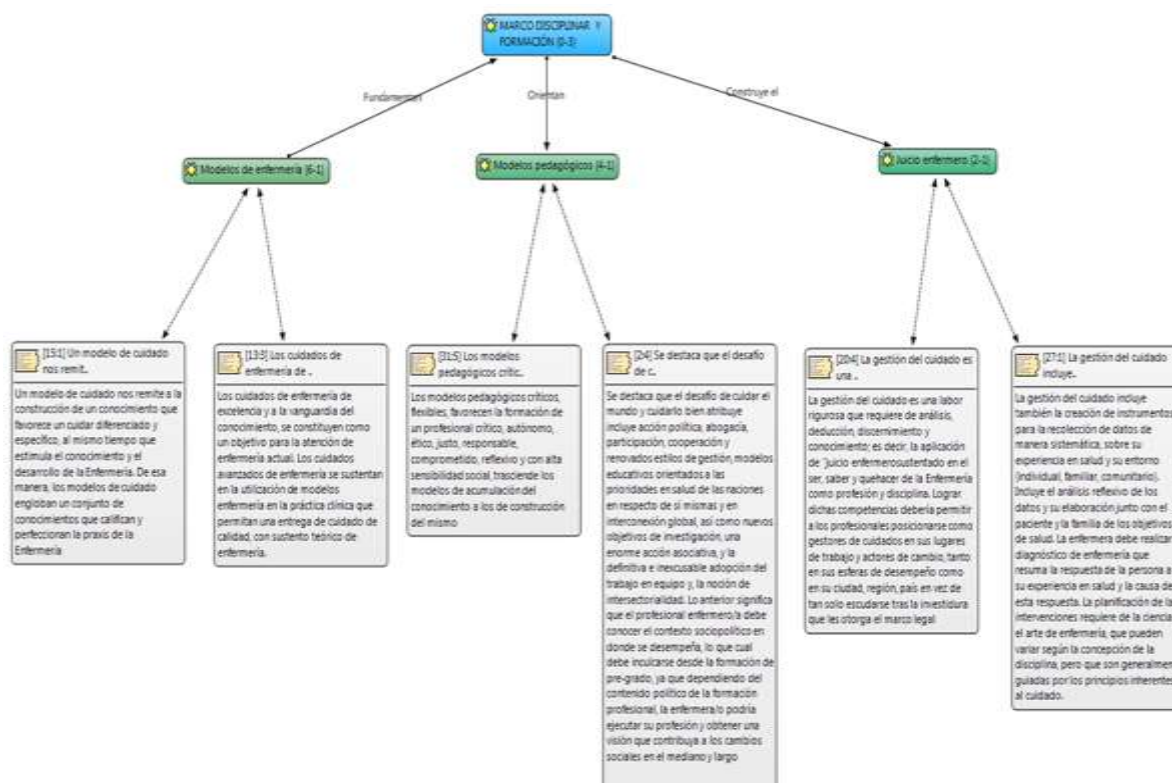 MARCO DISCIPLINAR Y
FORMACIÓN {0-3}
Fundamentan
Orientan
Construye el
Modelos de enfermería {6-1}
Modelos pedagógicos {4-1}
Juicio enfermero {2-1}
[15:1] Un modelo de cuidado
nos remit..
Un modelo de cuidado nos remite a la
construcción de un conocimiento que
favorece un cuidar diferenciado y
específico, al mismo tiempo que
estimula el conocimiento y el
desarrollo de la Enfermería. De esa
manera, los modelos de cuidado
engloban un conjunto de
conocimientos que califican y
perfeccionan la praxis de la
Enfermería
[13:3] Los cuidados de
enfermería de ..
Los cuidados de enfermería de
excelencia y a la vanguardia del
conocimiento, se constituyen como
un objetivo para la atención de
enfermería actual. Los cuidados
avanzados de enfermería se sustentan
en la utilización de modelos
enfermería en la práctica clínica que
permitan una entrega de cuidado de
calidad, con sustento teórico de
enfermería.
[31:5] Los modelos
pedagógicos crític..
Los modelos pedagógicos críticos,
flexibles, favorecen la formación de
un profesional crítico, autónomo,
ético, justo, responsable,
comprometido, reflexivo y con alta
sensibilidad social, trasciende los
modelos de acumulación del
conocimiento a los de construcción
del mismo
[2:4] Se destaca que el desafío
de c..
Se destaca que el desafío de cuidar el
mundo y cuidarlo bien atribuye
incluye acción política, abogacía,
participación, cooperación y
renovados estilos de gestión, modelos
educativos orientados a las
prioridades en salud de las naciones
en respecto de sí mismas y en
interconexión global, así como nuevos
objetivos de investigación, una
enorme acción asociativa, y la
definitiva e inexcusable adopción del
trabajo en equipo y, la noción de
intersectorialidad. Lo anterior significa
que el profesional enfermero/a debe
conocer el contexto sociopolítico en
donde se desempeña, lo que cual
debe inculcarse desde la formación de
pre-grado, ya que dependiendo del
contenido político de la formación
profesional, la enfermera/o podría
ejecutar su profesión y obtener una
visión que contribuya a los cambios
sociales en el mediano y largo
[20:4] La gestión del cuidado es
una ..
La gestión del cuidado es una labor
rigurosa que requiere de análisis,
deducción, discernimiento y
conocimiento; es decir, la aplicación
de "juicio enfermerosustentado en el
ser, saber y quehacer de la Enfermería
como profesión y disciplina. Lograr
dichas competencias debería permitir
a los profesionales posicionarse como
gestores de cuidados en sus lugares
de trabajo y actores de cambio, tanto
en sus esferas de desempeño como
en su ciudad, región, país en vez de
tan solo escudarse tras la investidura
que les otorga el marco legal
[27:1] La gestión del cuidado
incluye..
La gestión del cuidado incluye
también la creación de instrumento
para la recolección de datos de
manera sistemática, sobre su
experiencia en salud y su entorno
(individual, familiar, comunitario).
Incluye el análisis reflexivo de los
datos y su elaboración junto con el
paciente y la familia de los objetivos
de salud. La enfermera debe realizar
diagnóstico de enfermería que
resuma la respuesta de la persona a
su experiencia en salud y la causa de
esta respuesta. La planificación de la
intervenciones requiere de la ciencia
el arte de enfermería, que pueden
variar según la concepción de la
disciplina, pero que son generalmen
guiadas por los principios inherentes
al cuidado.